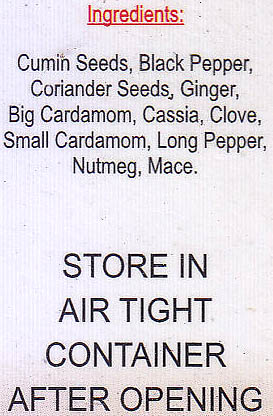 Ingredients:
Cumin Seeds, Black Pepper,
Coriander Seeds, Ginger,
Big Cardamom, Cassia, Clove,
Small Cardamom, Long Pepper,
Nutmeg, Mace.
STORE IN
AIR TIGHT
CONTAINER
AFTER OPENING